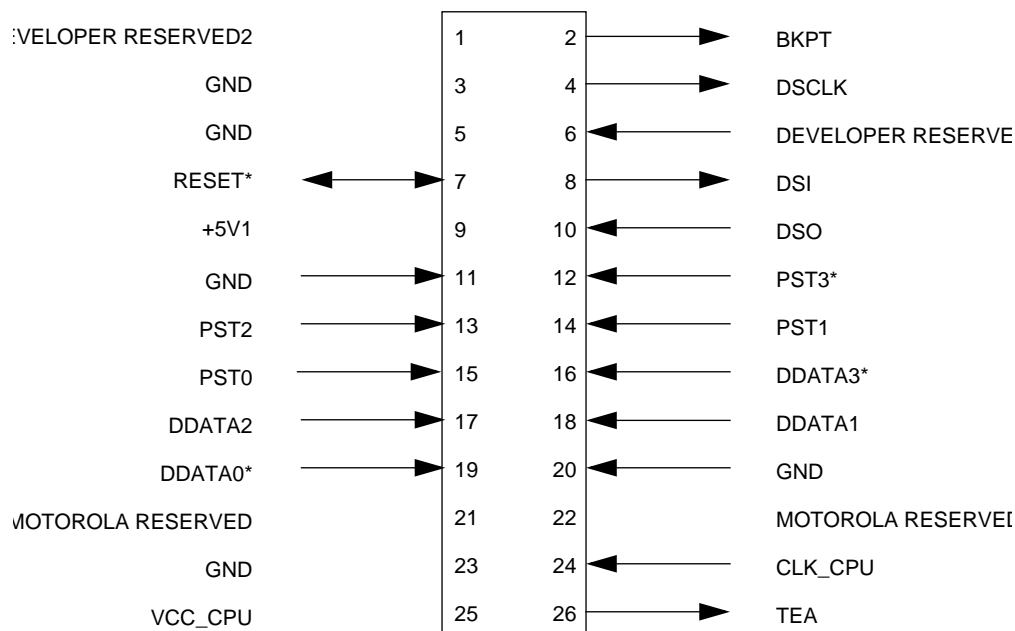 EVELOPER RESERVED2 1 2 BKPT
GND 3 4 DSCLK
GND 5 6 DEVELOPER RESERVE
RESET* 7 8 DSI
+5V1 9 10 DSO
GND 11 12 PST3*
PST2 13 14 PST1
PST0 15 16 DDATA3*
DDATA2 17 18 DDATA1
DDATA0* 19 20 GND
MOTOROLA RESERVED 21 22 MOTOROLA RESERVED
GND 23 24 CLK_CPU
VCC_CPU 25 26 TEA